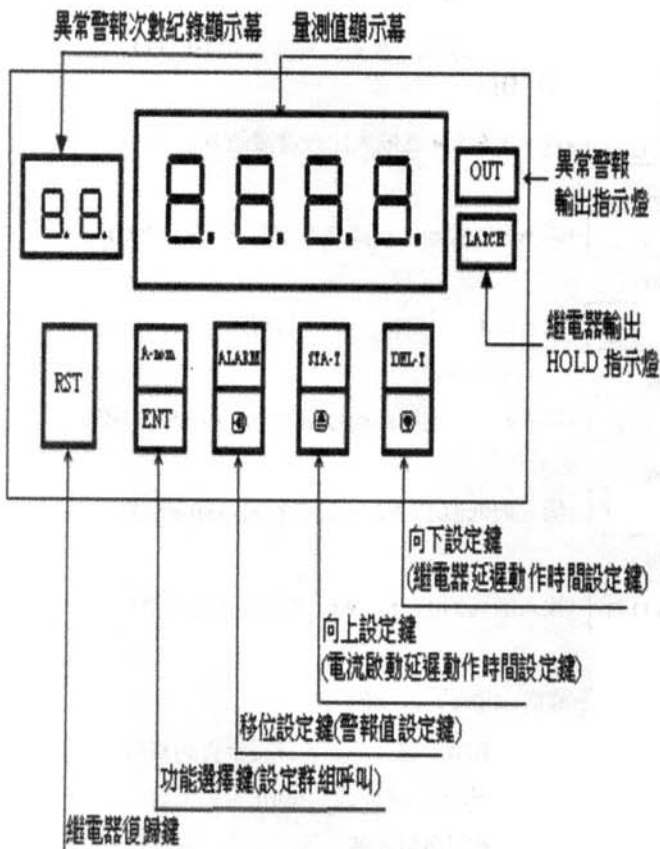 異常警報次數紀錄顯示幕
量測值顯示幕
8.8.
8.8.8.8.
OUT
異常警報
輸出指示燈
LATCH
繼電器輸出
HOLD 指示燈
RST
A-nom
ALARM
STA-T
DEL-T
ENT
向下設定鍵
(繼電器延遲動作時間設定鍵)
向上設定鍵
(電流啟動延遲動作時間設定鍵)
移位設定鍵(警報值設定鍵)
功能選擇鍵(設定群組呼叫)
繼電器復歸鍵